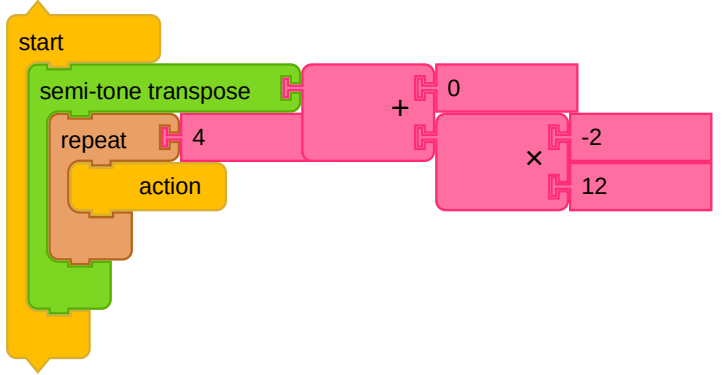 start
semi-tone transpose + 0
repeat 4 × -2
action 12